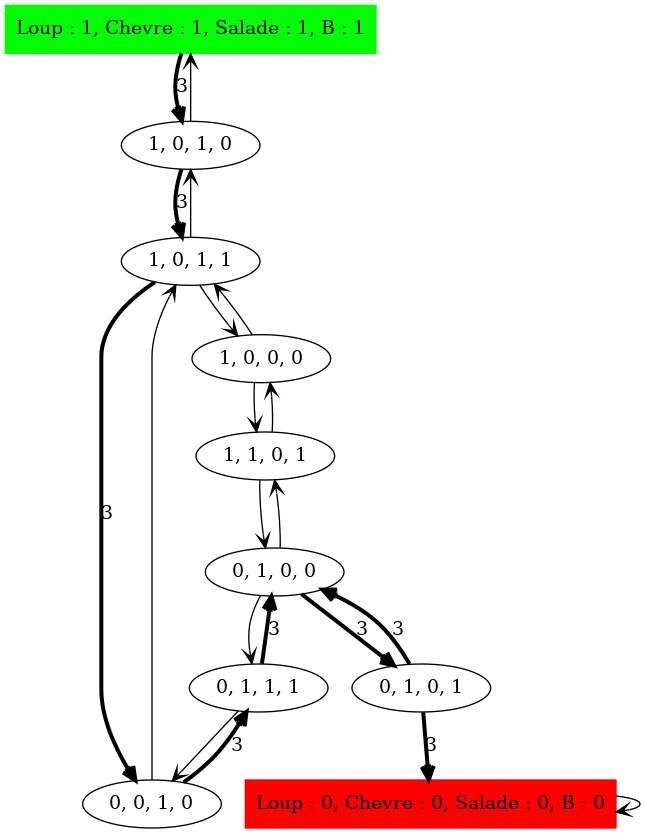 Loup : 1, Chevre : 1, Salade : 1, B : 1
3
1, 0, 1, 0
3
1, 0, 1, 1
1, 0, 0, 0
1, 1, 0, 1
3
0, 1, 0, 0
3 3 3
0, 1, 1, 1
0, 1, 0, 1
3 3
0, 0, 1, 0
Loup : 0, Chevre : 0, Salade : 0, B : 0